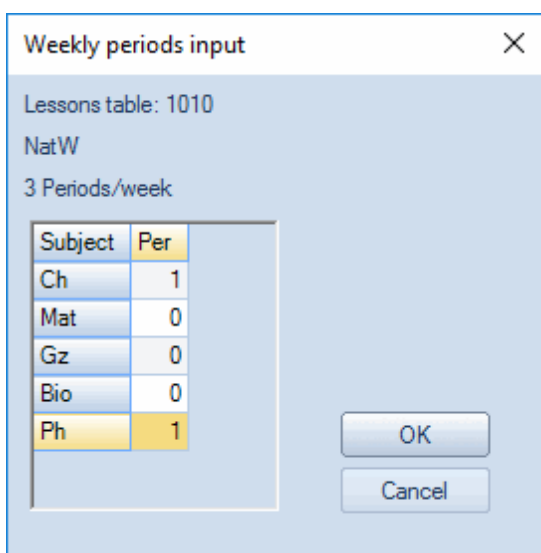 Weekly periods input
Lessons table: 1010
NatW
3 Periods/week
Subject Per
Ch 1
Mat 0
Gz 0
Bio 0
Ph 1
OK
Cancel